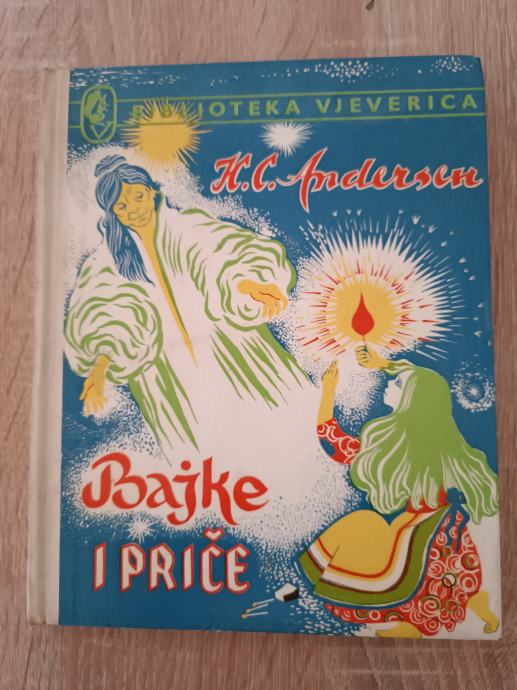 BIBLIOTEKA VJEVERICA
H.C. Andersen
Bajke
I PRIČE